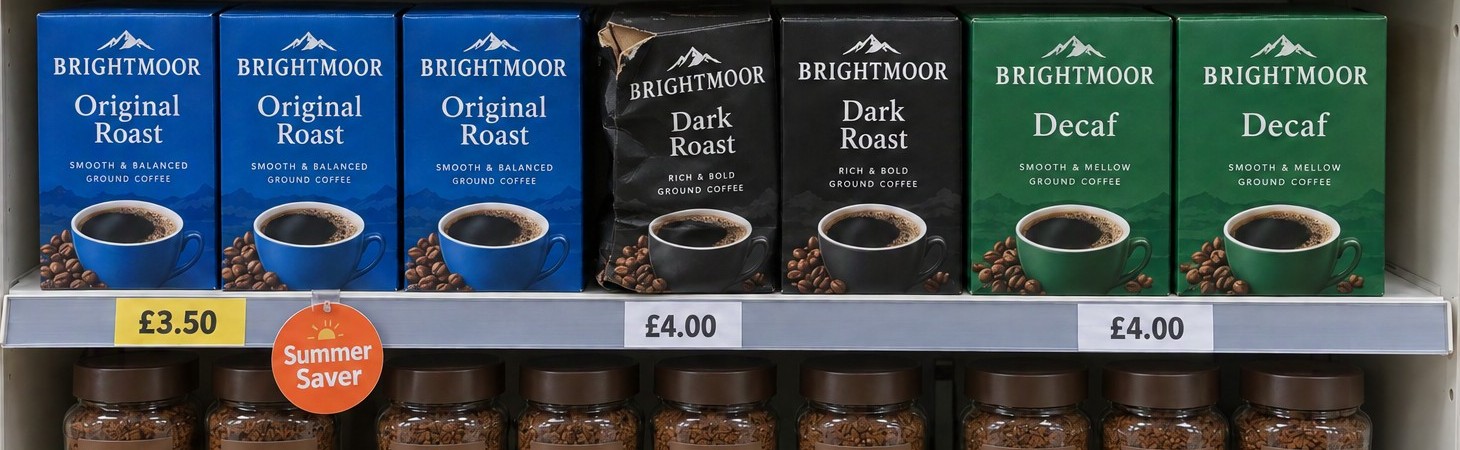 BRIGHTMOOR
Original
Roast
SMOOTH & BALANCED
GROUND COFFEE
BRIGHTMOOR
Original
Roast
SMOOTH & BALANCED
GROUND COFFEE
BRIGHTMOOR
Original
Roast
SMOOTH & BALANCED
GROUND COFFEE
BRIGHTMOOR
Dark
Roast
RICH & BOLD
GROUND COFFEE
BRIGHTMOOR
Dark
Roast
RICH & BOLD
GROUND COFFEE
BRIGHTMOOR
Decaf
SMOOTH & MELLOW
GROUND COFFEE
BRIGHTMOOR
Decaf
SMOOTH & MELLOW
GROUND COFFEE
£3.50
Summer
Saver
£4.00
£4.00